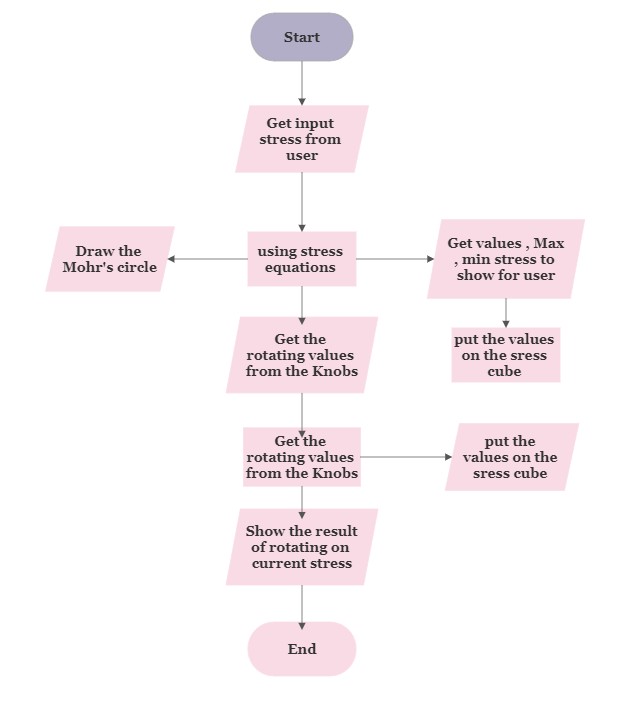 Start
Get input
stress from
user
Draw the
Mohr's circle
using stress
equations
Get values , Max
, min stress to
show for user
put the values
on the sress
cube
Get the
rotating values
from the Knobs
Get the
rotating values
from the Knobs
put the
values on the
sress cube
Show the result
of rotating on
current stress
End